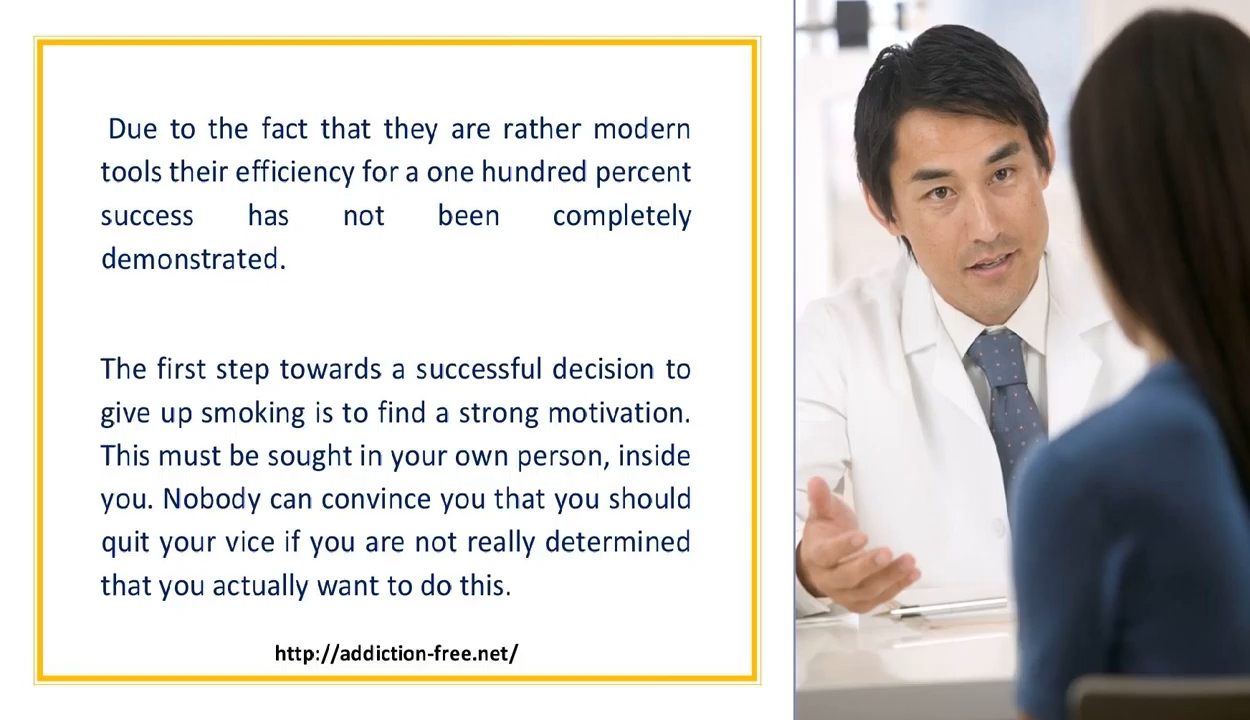 Due to the fact that they are rather modern
tools their efficiency for a one hundred percent
success has not been completely
demonstrated.
The first step towards a successful decision to
give up smoking is to find a strong motivation.
This must be sought in your own person, inside
you. Nobody can convince you that you should
quit your vice if you are not really determined
that you actually want to do this.
http://addiction-free.net/